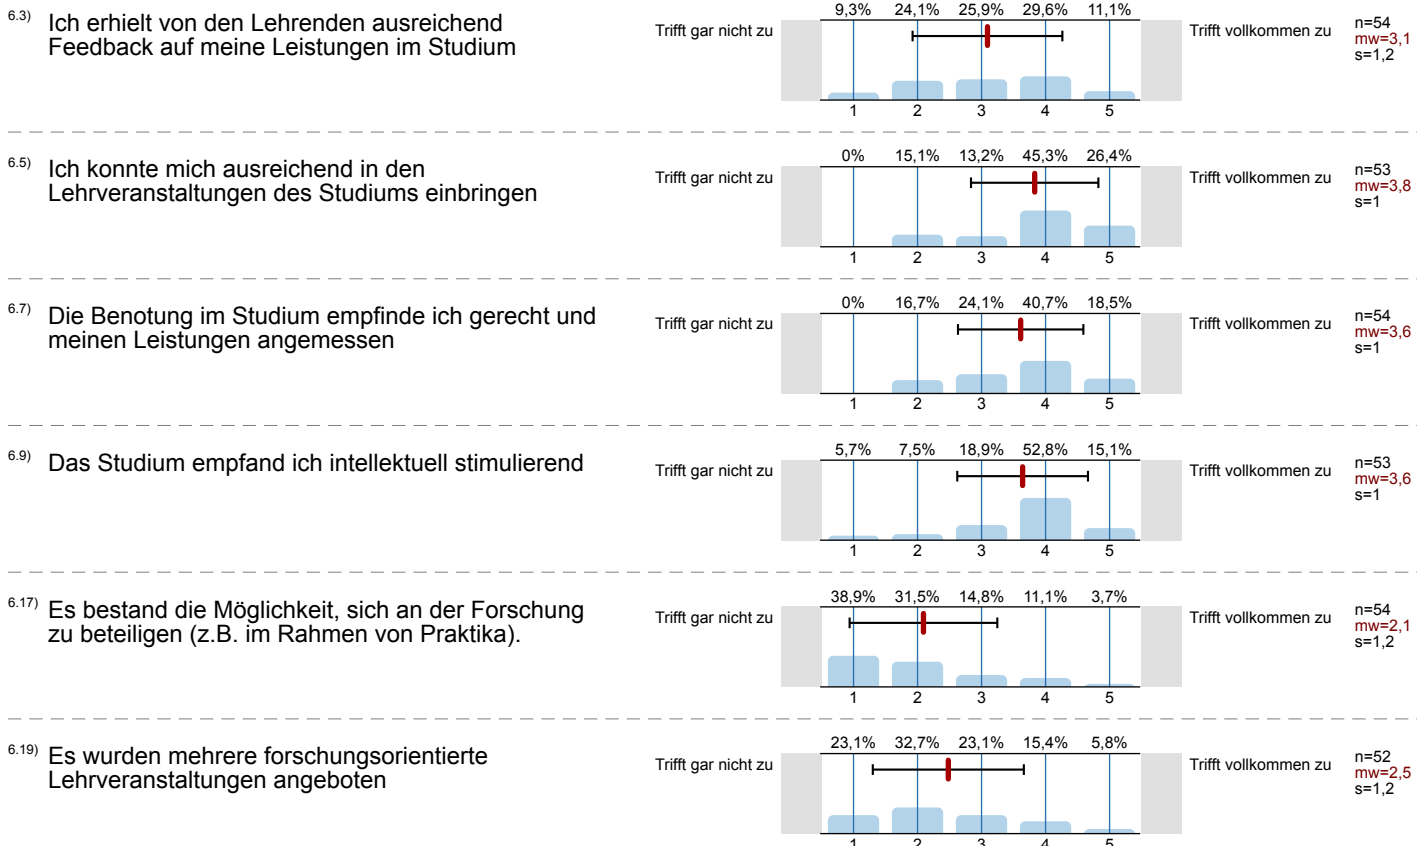 6.3) Ich erhielt von den Lehrenden ausreichend
Feedback auf meine Leistungen im Studium
Trifft gar nicht zu
9,3% 24,1% 25,9% 29,6% 11,1%
1 2 3 4 5
Trifft vollkommen zu
n=54
mw=3,1
s=1,2
6.5) Ich konnte mich ausreichend in den
Lehrveranstaltungen des Studiums einbringen
Trifft gar nicht zu
0% 15,1% 13,2% 45,3% 26,4%
1 2 3 4 5
Trifft vollkommen zu
n=53
mw=3,8
s=1
6.7) Die Benotung im Studium empfinde ich gerecht und
meinen Leistungen angemessen
Trifft gar nicht zu
0% 16,7% 24,1% 40,7% 18,5%
1 2 3 4 5
Trifft vollkommen zu
n=54
mw=3,6
s=1
6.9) Das Studium empfand ich intellektuell stimulierend
Trifft gar nicht zu
5,7% 7,5% 18,9% 52,8% 15,1%
1 2 3 4 5
Trifft vollkommen zu
n=53
mw=3,6
s=1
6.17) Es bestand die Möglichkeit, sich an der Forschung
zu beteiligen (z.B. im Rahmen von Praktika).
Trifft gar nicht zu
38,9% 31,5% 14,8% 11,1% 3,7%
1 2 3 4 5
Trifft vollkommen zu
n=54
mw=2,1
s=1,2
6.19) Es wurden mehrere forschungsorientierte
Lehrveranstaltungen angeboten
Trifft gar nicht zu
23,1% 32,7% 23,1% 15,4% 5,8%
1 2 3 4 5
Trifft vollkommen zu
n=52
mw=2,5
s=1,2